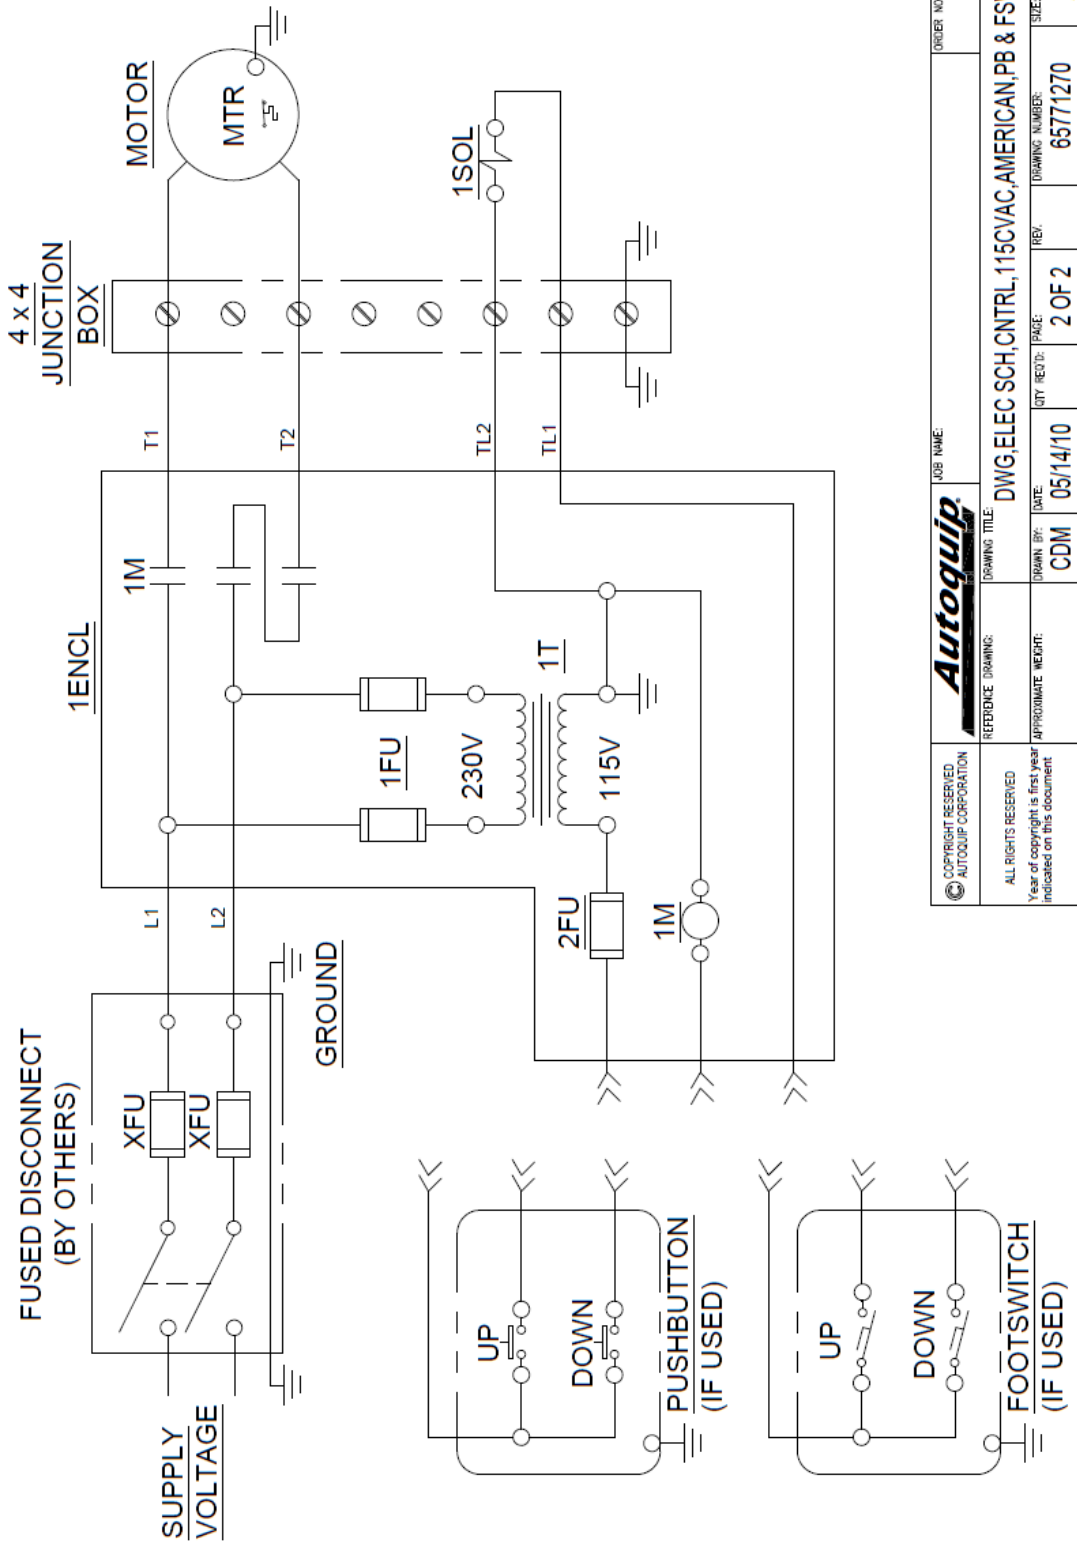 FUSED DISCONNECT
(BY OTHERS)
SUPPLY
VOLTAGE
XFU
XFU
GROUND
L1
L2
1ENCL
1M
1FU
230V
1T
115V
2FU
1M
T1
T2
TL2
TL1
4 x 4
JUNCTION
BOX
MOTOR
MTR
1SOL
UP
DOWN
PUSHBUTTON
(IF USED)
UP
DOWN
FOOTSWITCH
(IF USED)
© COPYRIGHT RESERVED
AUTOQUIP CORPORATION
ALL RIGHTS RESERVED
Year of copyright is first year
indicated on this document
Autoquip
JOB NAME:
ORDER NO
REFERENCE DRAWING:
DRAWING TITLE:
DWG,ELEC SCH,CNTRL,115CVAC,AMERICAN,PB & FS
APPROXIMATE WEIGHT:
DRAWN BY:
CDM
DATE:
05/14/10
QTY REQ'D:
PAGE:
2 OF 2
REV.
DRAWING NUMBER:
65771270
SIZE: